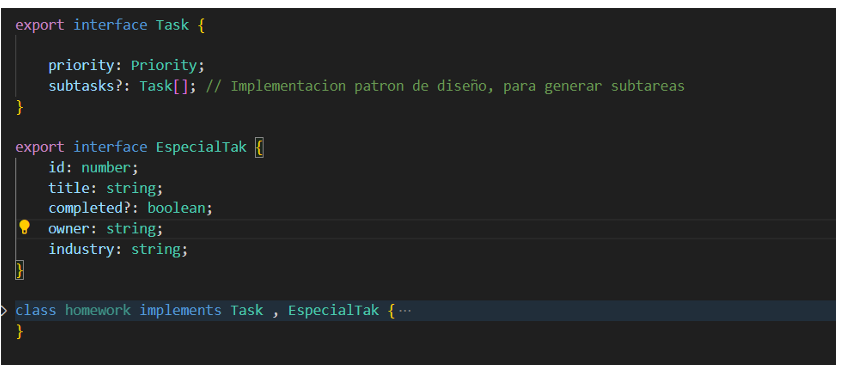 export interface Task {
priority: Priority;
subtasks?: Task[]; // Implementacion patron de diseño, para generar subtareas
}
export interface EspecialTak {
id: number;
title: string;
completed?: boolean;
owner: string;
industry: string;
}
class homework implements Task , EspecialTak { ···
}